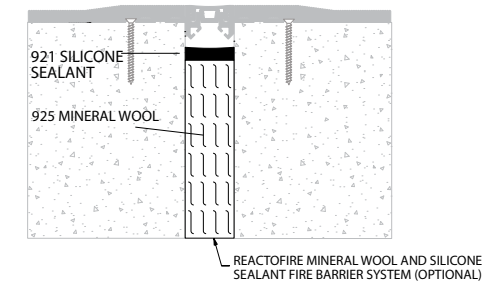 921 SILICONE
SEALANT
925 MINERAL WOOL
REACTOFIRE MINERAL WOOL AND SILICONE
SEALANT FIRE BARRIER SYSTEM (OPTIONAL)